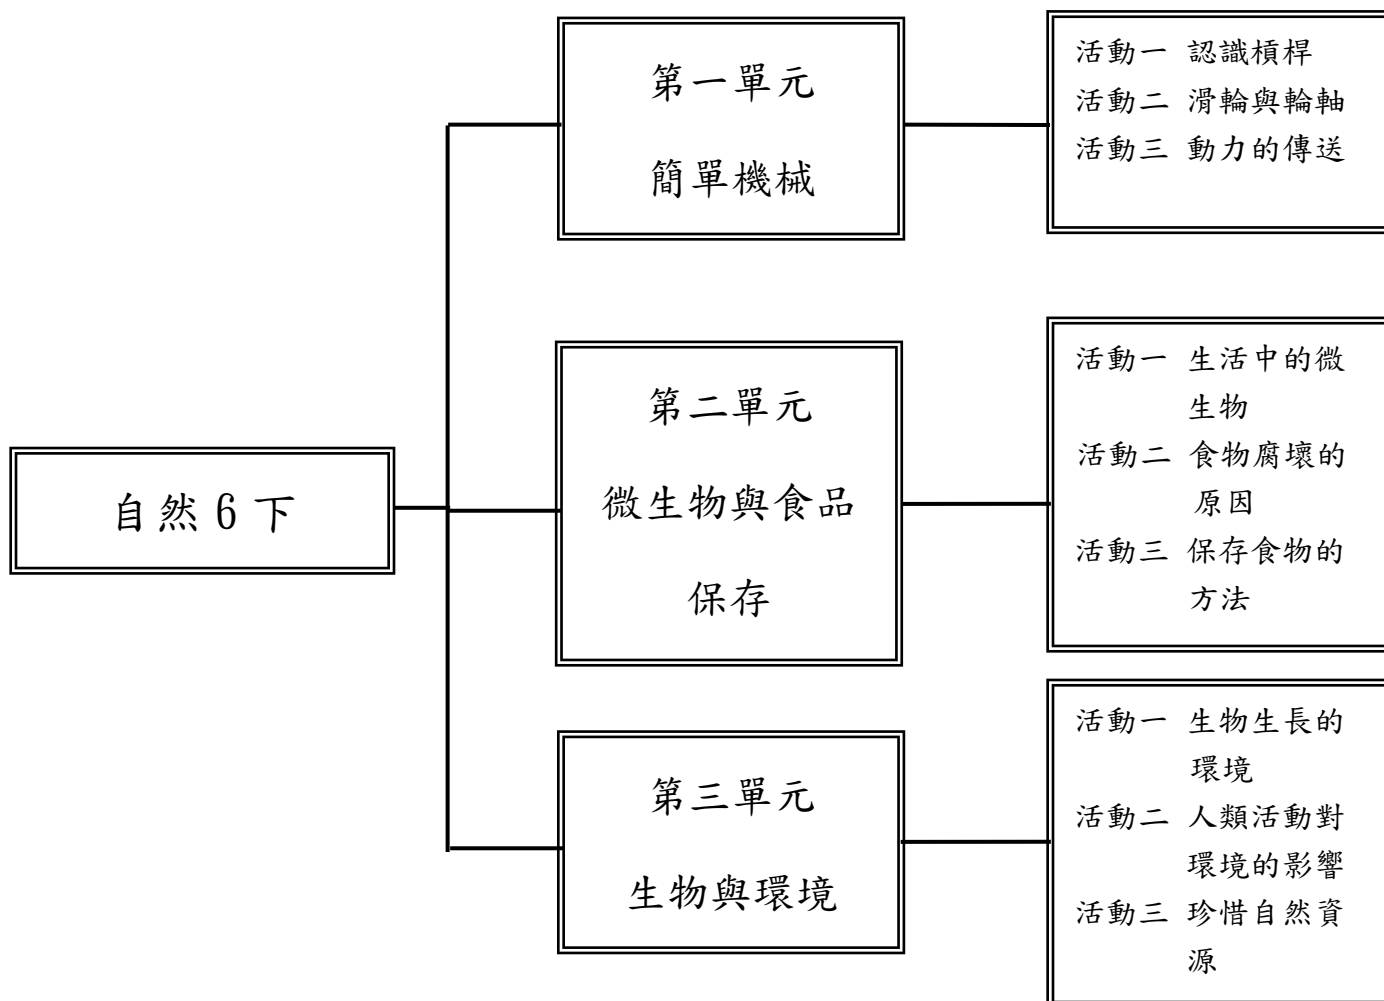 自然6下
第一單元
簡單機械
活動一 認識槓桿
活動二 滑輪與輪軸
活動三 動力的傳送
第二單元
微生物與食品
保存
活動一 生活中的微
生物
活動二 食物腐壞的
原因
活動三 保存食物的
方法
第三單元
生物與環境
活動一 生物生長的
環境
活動二 人類活動對
環境的影響
活動三 珍惜自然資
源